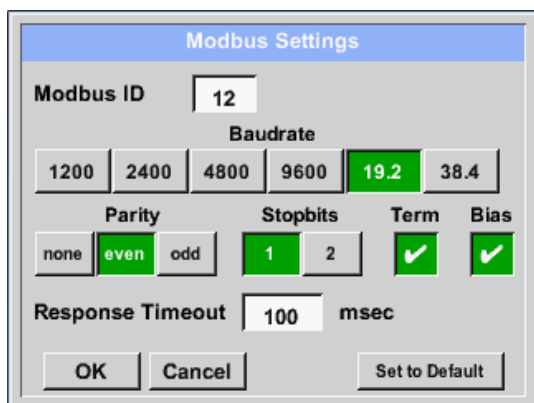 Modbus Settings
Modbus ID 12
Baudrate
1200 2400 4800 9600 19.2 38.4
Parity Stopbits Term Bias
none even odd 1 2 ✔ ✔
Response Timeout 100 msec
OK Cancel Set to Default